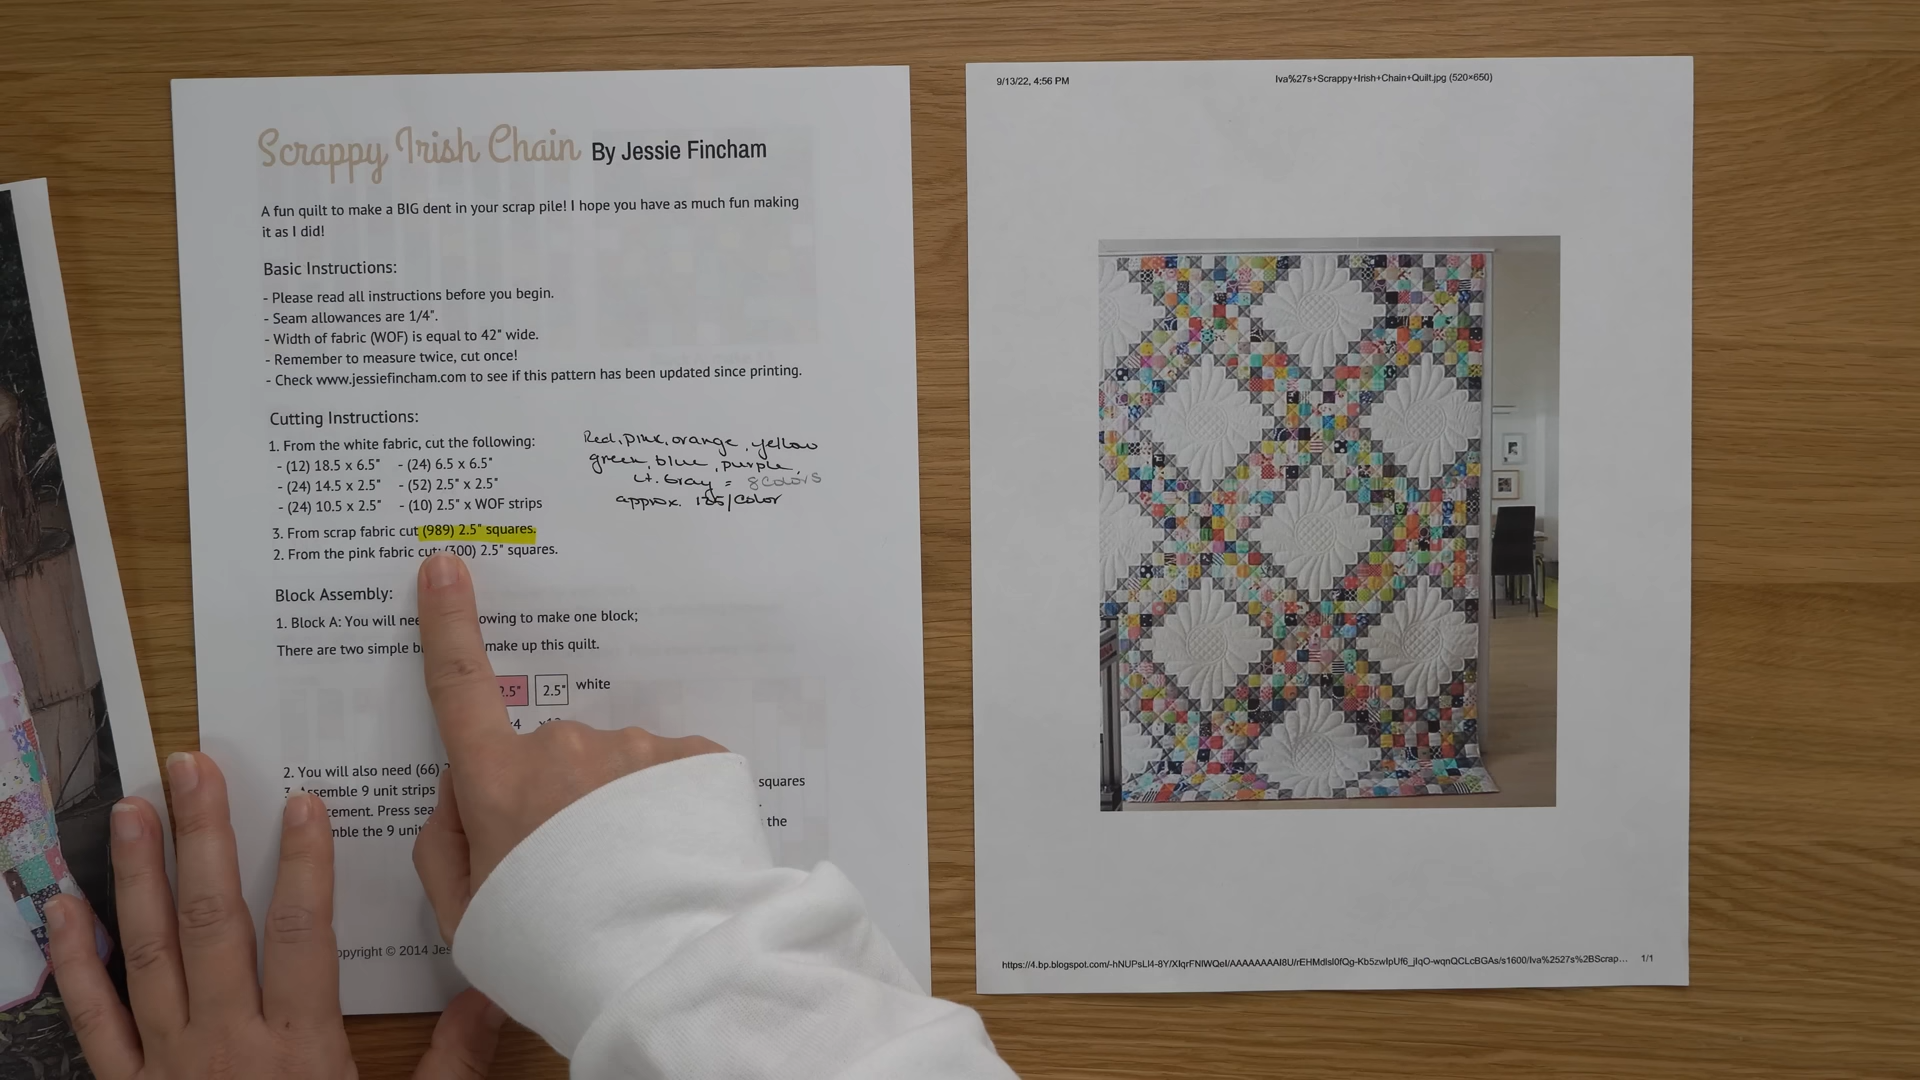 Scrappy Irish Chain By Jessie Fincham
A fun quilt to make a BIG dent in your scrap pile! I hope you have as much fun making
it as I did!
Basic Instructions:
- Please read all instructions before you begin.
- Seam allowances are 1/4".
- Width of fabric (WOF) is equal to 42" wide.
- Remember to measure twice, cut once!
- Check www.jessiefincham.com to see if this pattern has been updated since printing.
Cutting Instructions:
1. From the white fabric, cut the following:
- (12) 18.5 x 6.5" - (24) 6.5 x 6.5"
- (24) 14.5 x 2.5" - (52) 2.5" x 2.5"
- (24) 10.5 x 2.5" - (10) 2.5" x WOF strips
3. From scrap fabric cut (989) 2.5" squares.
2. From the pink fabric cut: (300) 2.5" squares.
Red, pink, orange, yellow
green, blue, purple,
Lt. Gray = 8 colors
approx. 125/color
Block Assembly:
1. Block A: You will owing to make one block;
There are two simple make up this quilt.
2.5" 2.5" white
x4
2. You will also need (66) squares
Assemble 9 unit strips
cement. Press
mble the 9 unit the
opyright © 2014
9/13/22, 4:56 PM Iva%27s+Scrappy+Irish+Chain+Quilt.jpg (520×650)
1/1